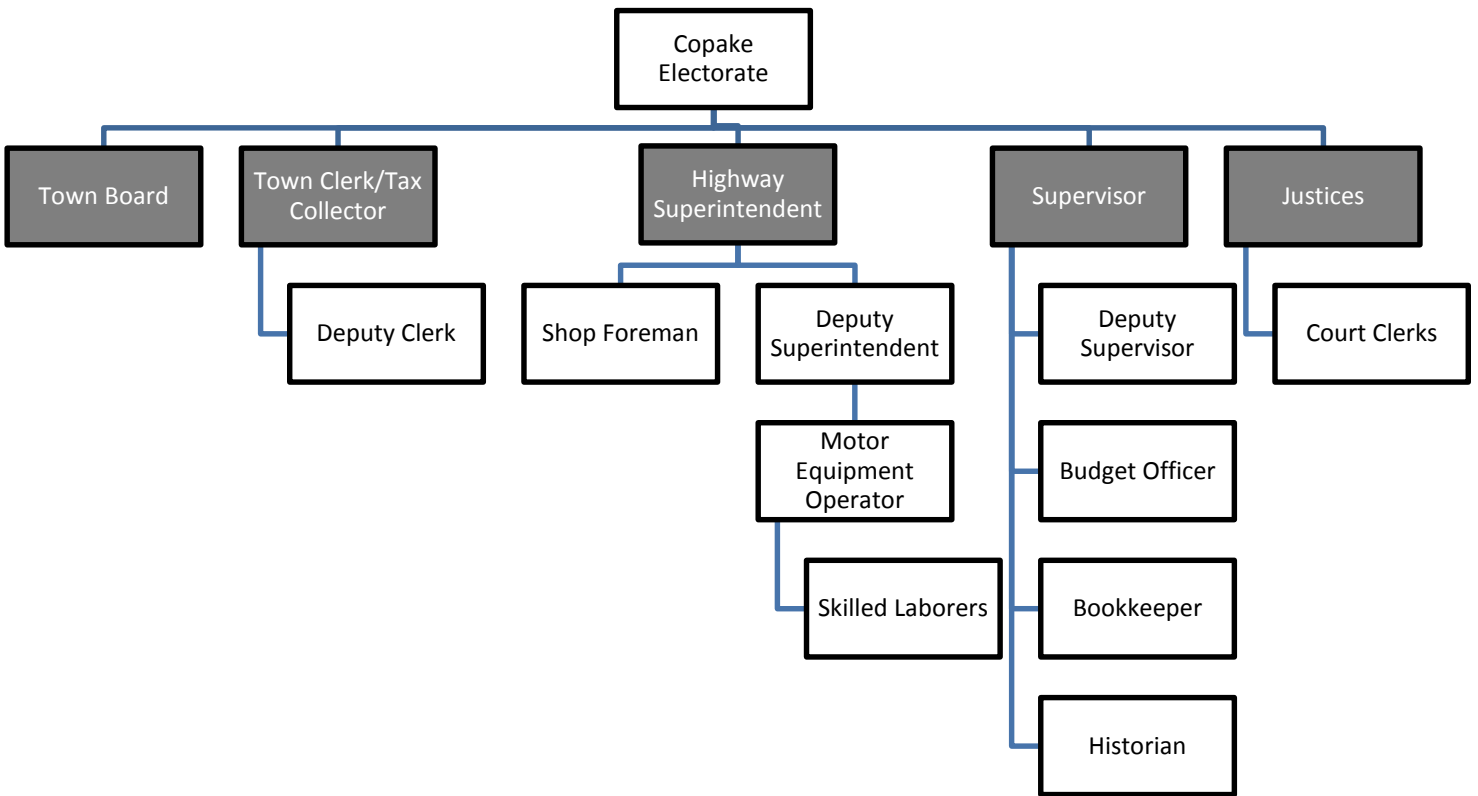 Copake
Electorate
Town Board
Town Clerk/Tax
Collector
Highway
Superintendent
Supervisor
Justices
Deputy Clerk
Shop Foreman
Deputy
Superintendent
Deputy
Supervisor
Court Clerks
Motor
Equipment
Operator
Budget Officer
Skilled Laborers
Bookkeeper
Historian